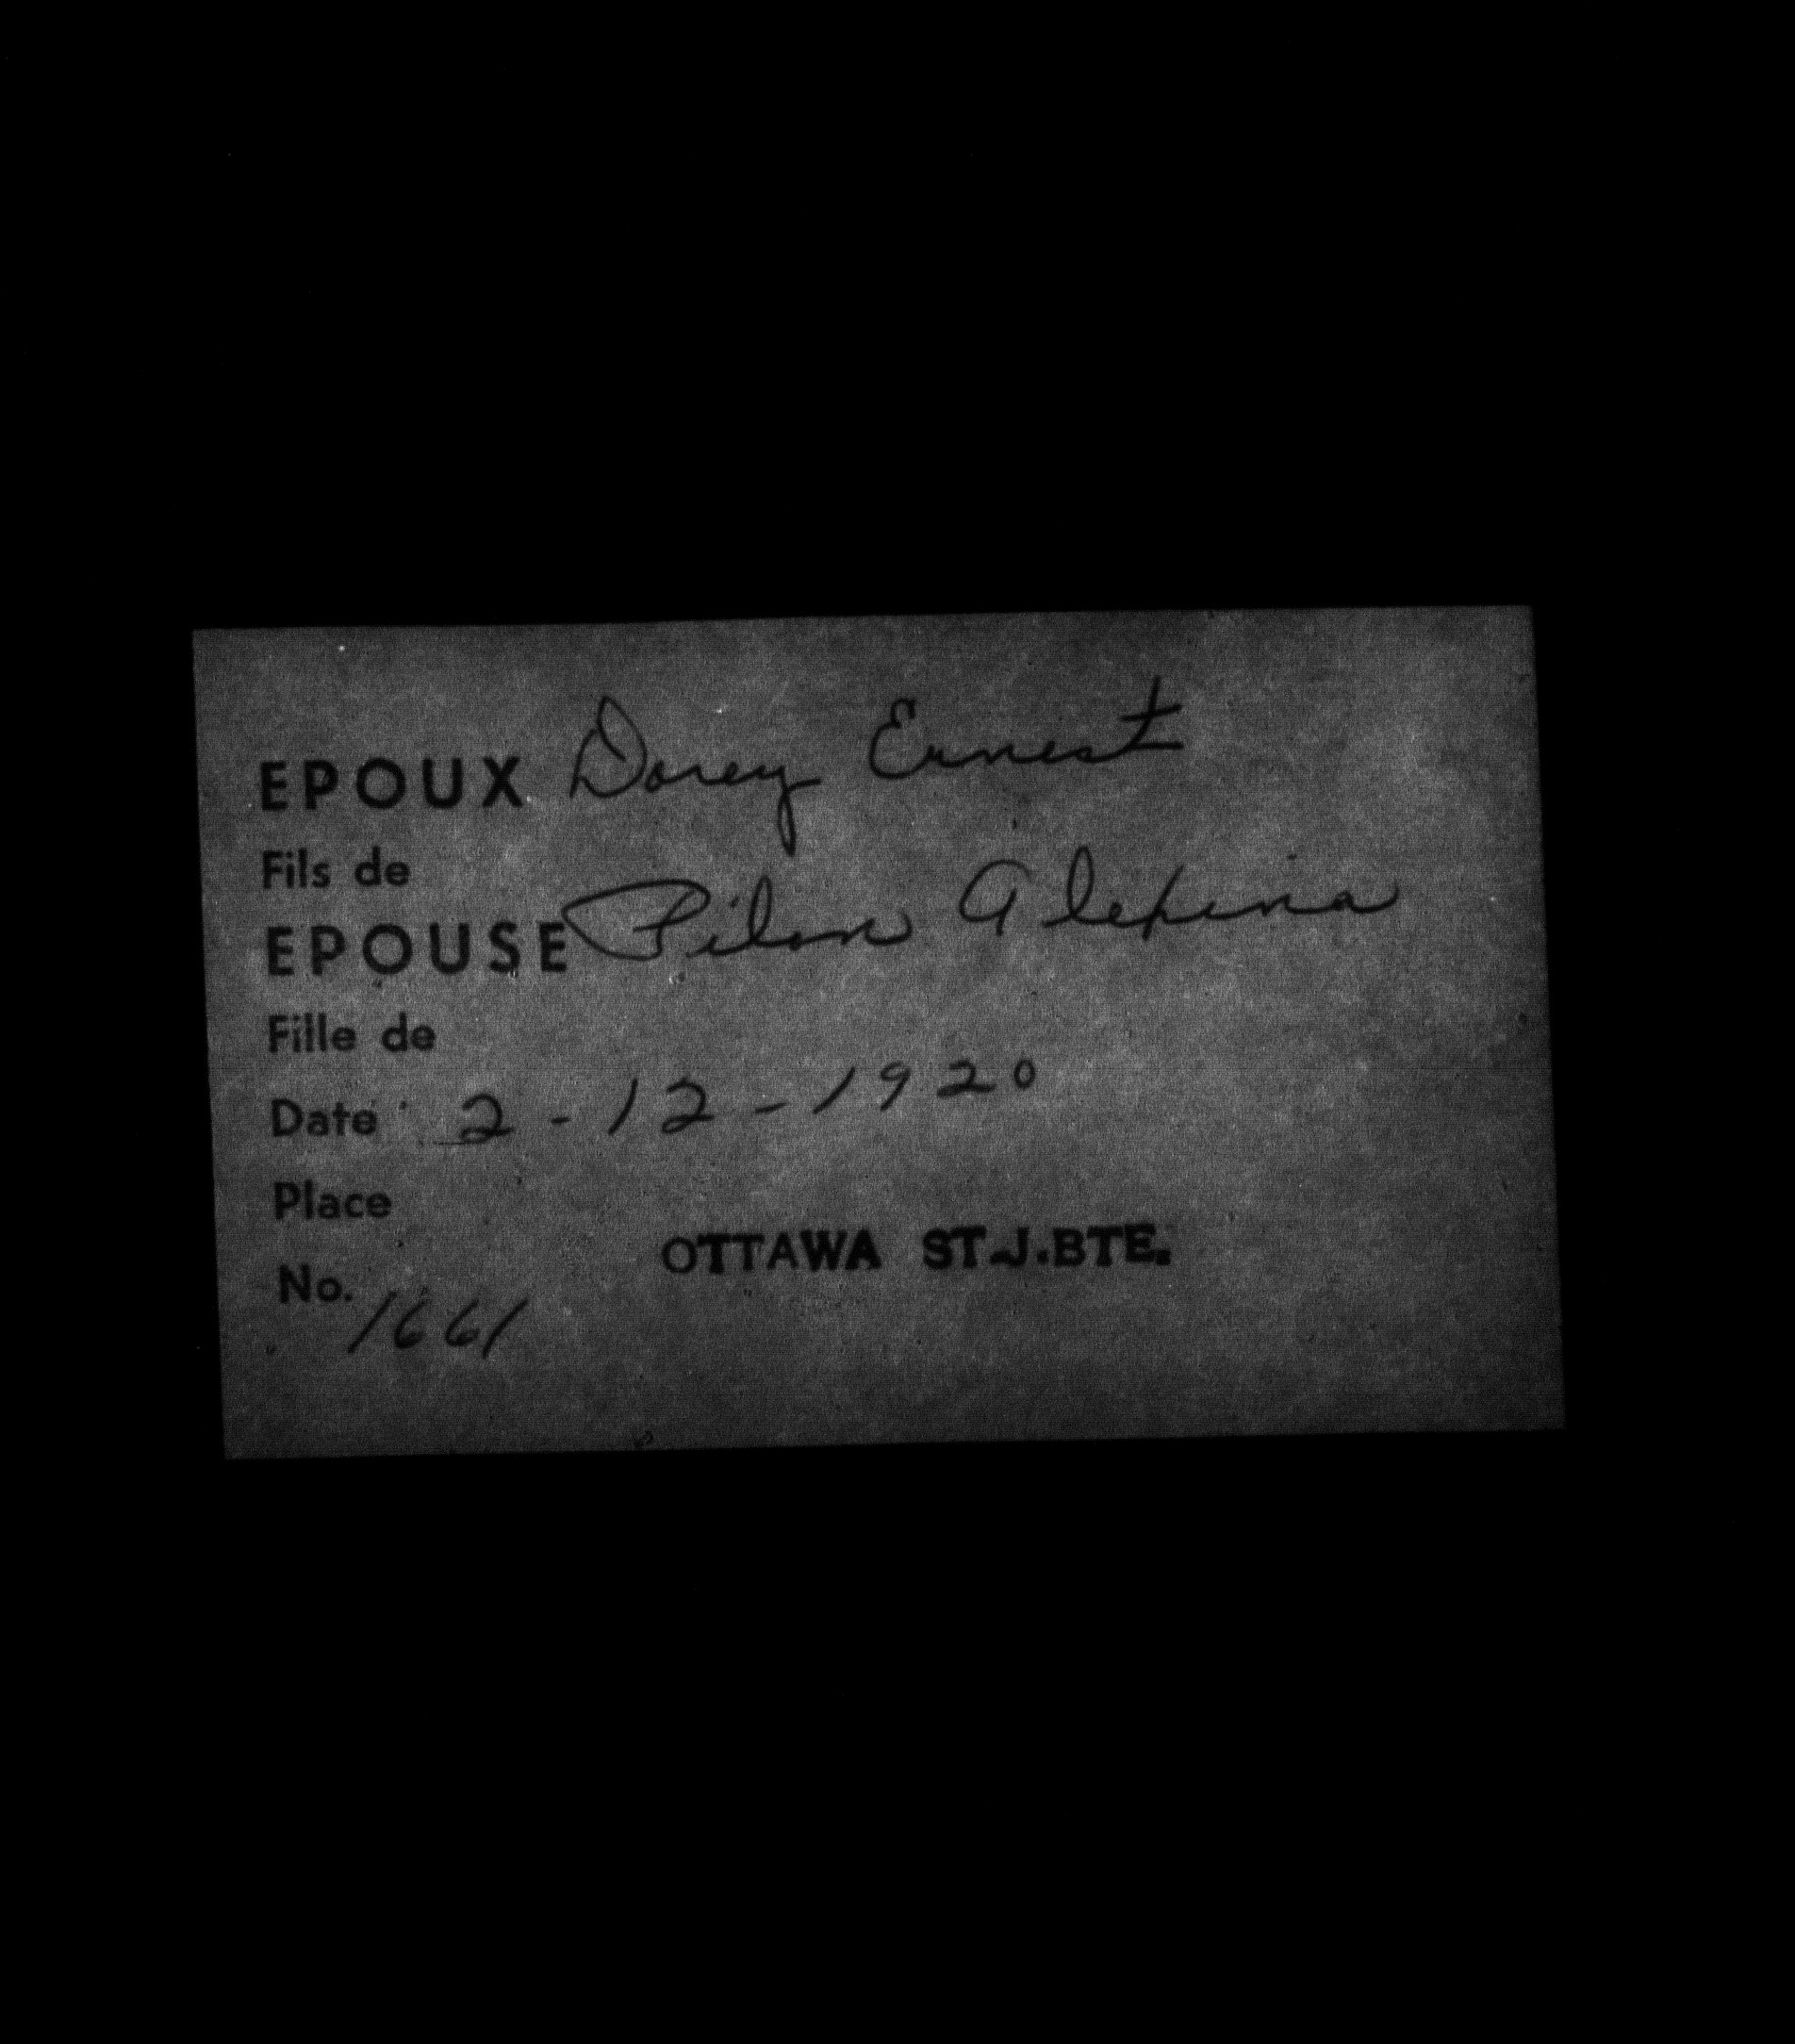 EPOUX Dorey Ernest
Fils de
EPOUSE Pilon Alepina
Fille de
Date 2-12-1920
Place
OTTAWA ST.J.BTE.
No. 1661